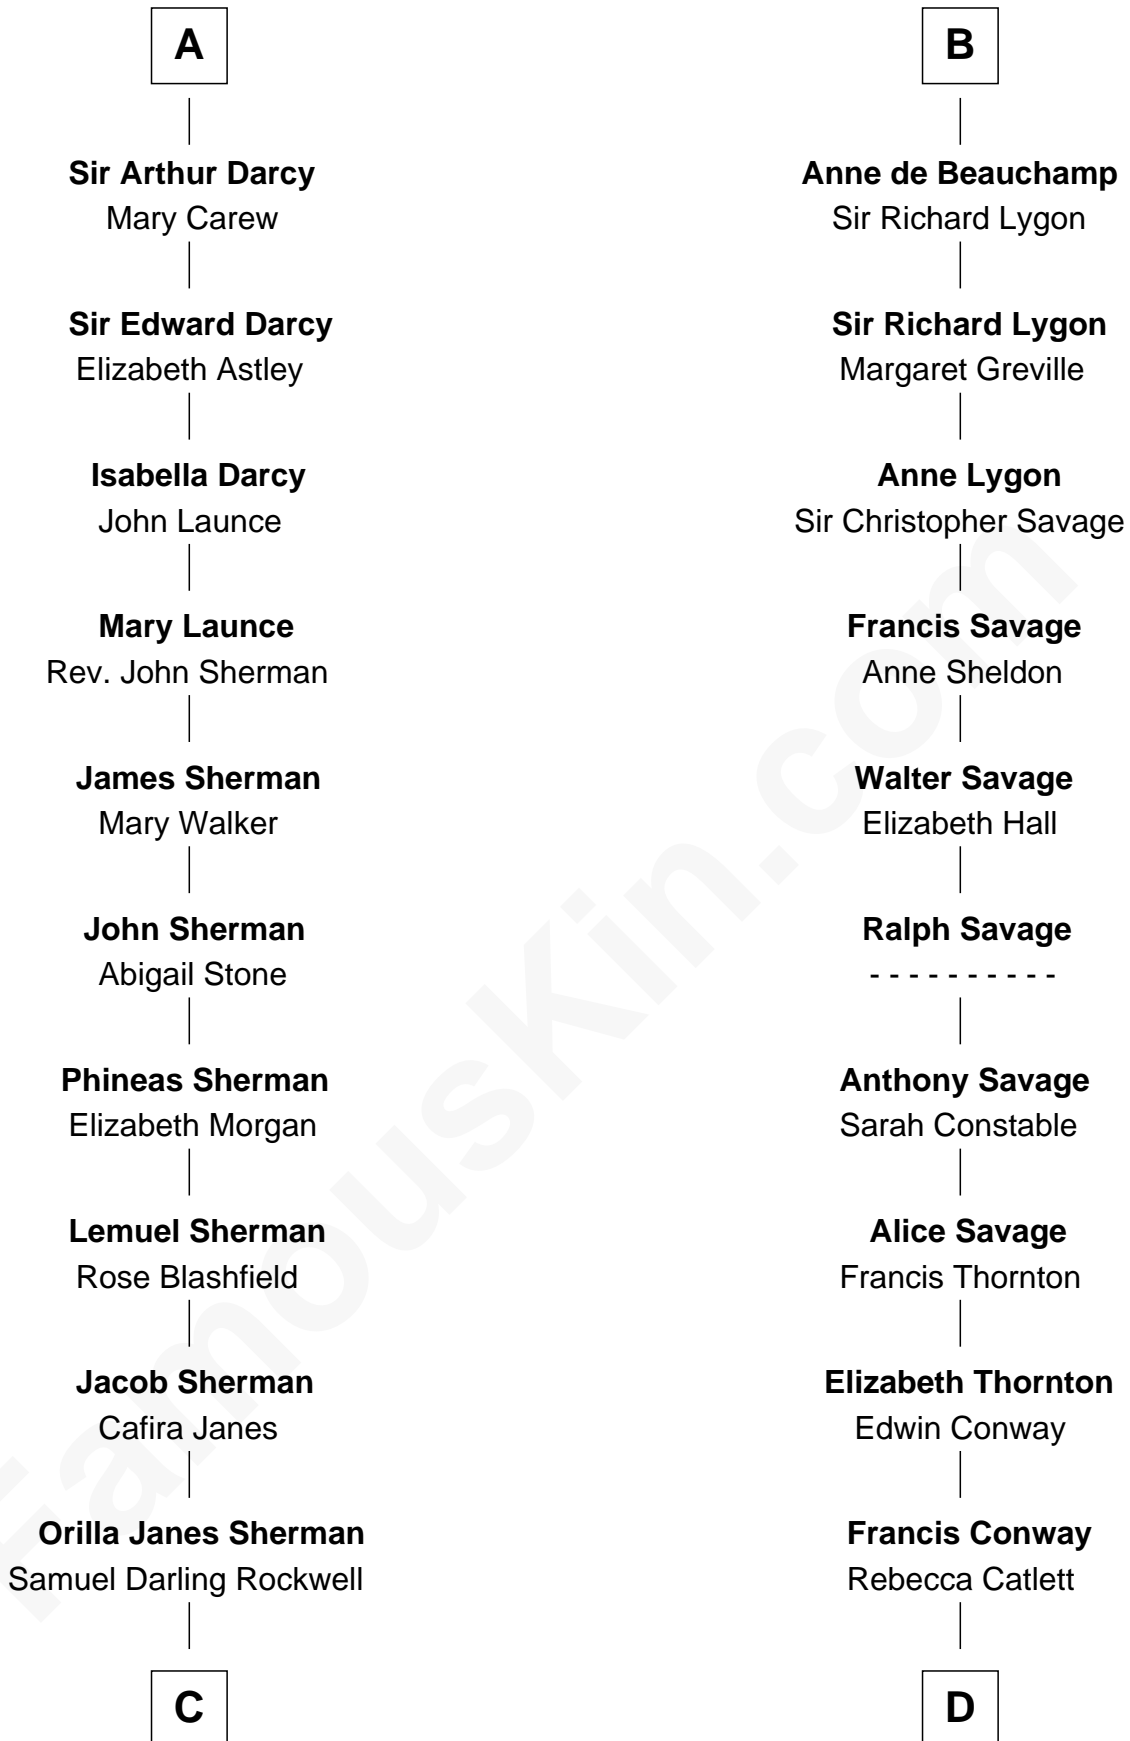 A
Sir Arthur Darcy
Mary Carew
Sir Edward Darcy
Elizabeth Astley
Isabella Darcy
John Launce
Mary Launce
Rev. John Sherman
James Sherman
Mary Walker
John Sherman
Abigail Stone
Phineas Sherman
Elizabeth Morgan
Lemuel Sherman
Rose Blashfield
Jacob Sherman
Cafira Janes
Orilla Janes Sherman
Samuel Darling Rockwell
C
B
Anne de Beauchamp
Sir Richard Lygon
Sir Richard Lygon
Margaret Greville
Anne Lygon
Sir Christopher Savage
Francis Savage
Anne Sheldon
Walter Savage
Elizabeth Hall
Ralph Savage
- - - - - - - - - -
Anthony Savage
Sarah Constable
Alice Savage
Francis Thornton
Elizabeth Thornton
Edwin Conway
Francis Conway
Rebecca Catlett
D
FamousKin.com